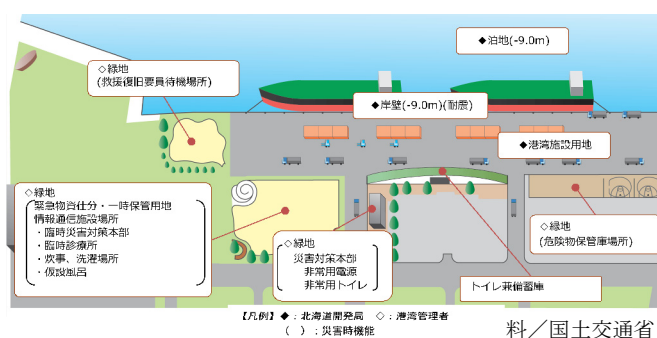 ◆泊地(-9.0m)
◇緑地
(救援復旧要員待機場所)
◆岸壁(-9.0m)(耐震)
◆港湾施設用地
◇緑地
緊急物資仕分・一時保管用地
情報通信施設場所
・臨時災害対策本部
・臨時診療所
・炊事、洗濯場所
・仮設風呂
◇緑地
災害対策本部
非常用電源
非常用トイレ
◇緑地
(危険物保管庫場所)
トイレ兼備蓄庫
【凡例】◆：北海道開発局　◇：港湾管理者
（　）：災害時機能
料／国土交通省